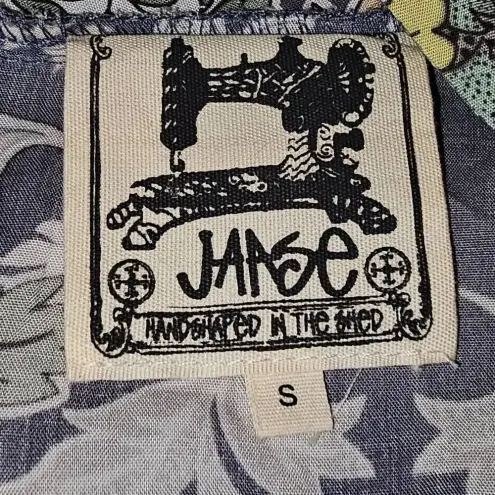 JAASE
HANDSHAPED IN THE SHED
S